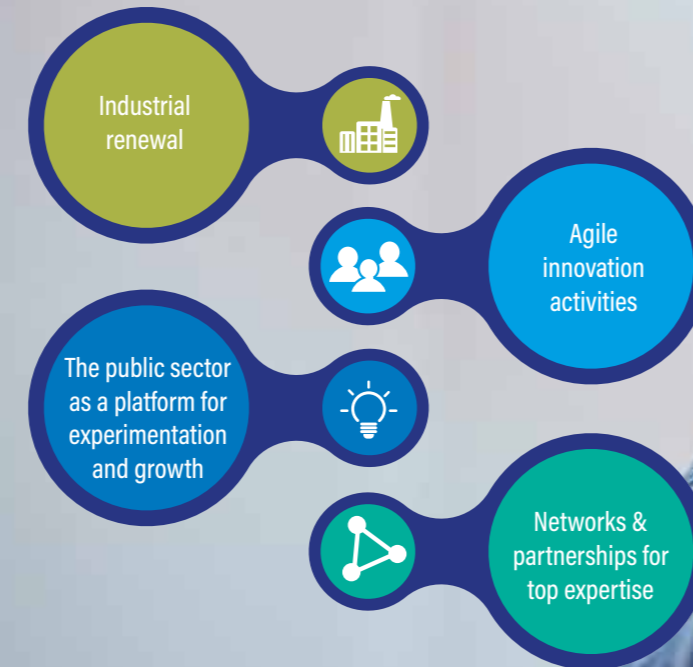 Industrial
renewal
Agile
innovation
activities
The public sector
as a platform for
experimentation
and growth
Networks &
partnerships for
top expertise